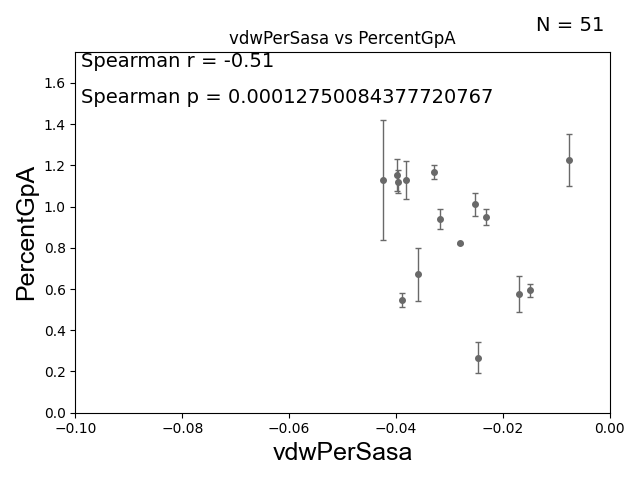 N = 51
vdwPerSasa vs PercentGpA
Spearman r = -0.51
Spearman p = 0.00012750084377720767
1.6
1.4
1.2
1.0
0.8
0.6
0.4
0.2
0.0
PercentGpA
−0.10 −0.08 −0.06 −0.04 −0.02 0.00
vdwPerSasa